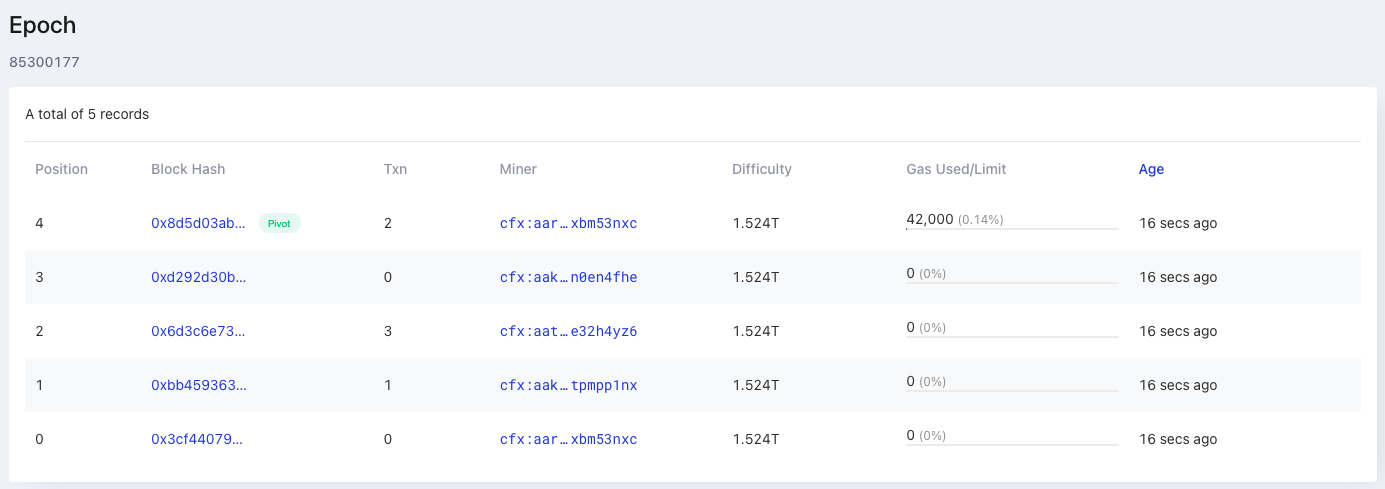 Epoch
85300177
A total of 5 records
Position Block Hash Txn Miner Difficulty Gas Used/Limit Age
4 0x8d5d03ab... Pivot 2 cfx:aar...xbm53nxc 1.524T 42,000 (0.14%) 16 secs ago
3 0xd292d30b... 0 cfx:aak...n0en4fhe 1.524T 0 (0%) 16 secs ago
2 0x6d3c6e73... 3 cfx:aat...e32h4yz6 1.524T 0 (0%) 16 secs ago
1 0xbb459363... 1 cfx:aak...tpmpp1nx 1.524T 0 (0%) 16 secs ago
0 0x3cf44079... 0 cfx:aar...xbm53nxc 1.524T 0 (0%) 16 secs ago